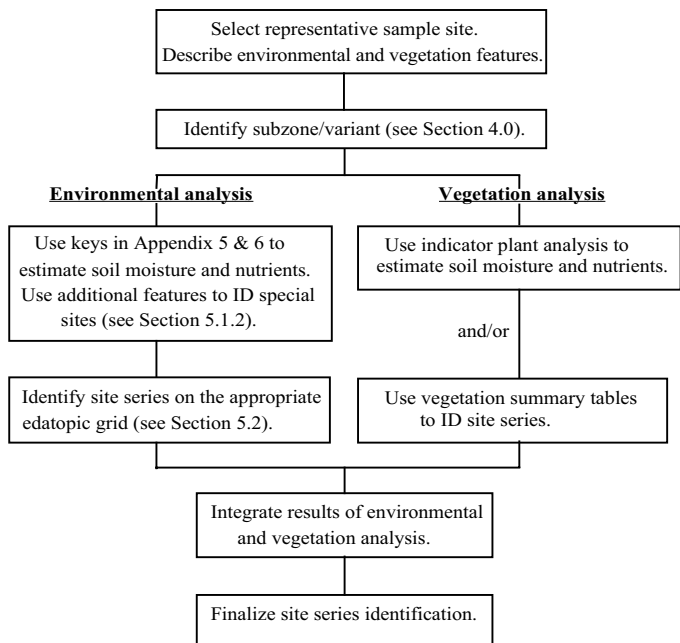 Select representative sample site.
Describe environmental and vegetation features.
Identify subzone/variant (see Section 4.0).
Environmental analysis
Use keys in Appendix 5 & 6 to
estimate soil moisture and nutrients.
Use additional features to ID special
sites (see Section 5.1.2).
Identify site series on the appropriate
edatopic grid (see Section 5.2).
Vegetation analysis
Use indicator plant analysis to
estimate soil moisture and nutrients.
and/or
Use vegetation summary tables
to ID site series.
Integrate results of environmental
and vegetation analysis.
Finalize site series identification.